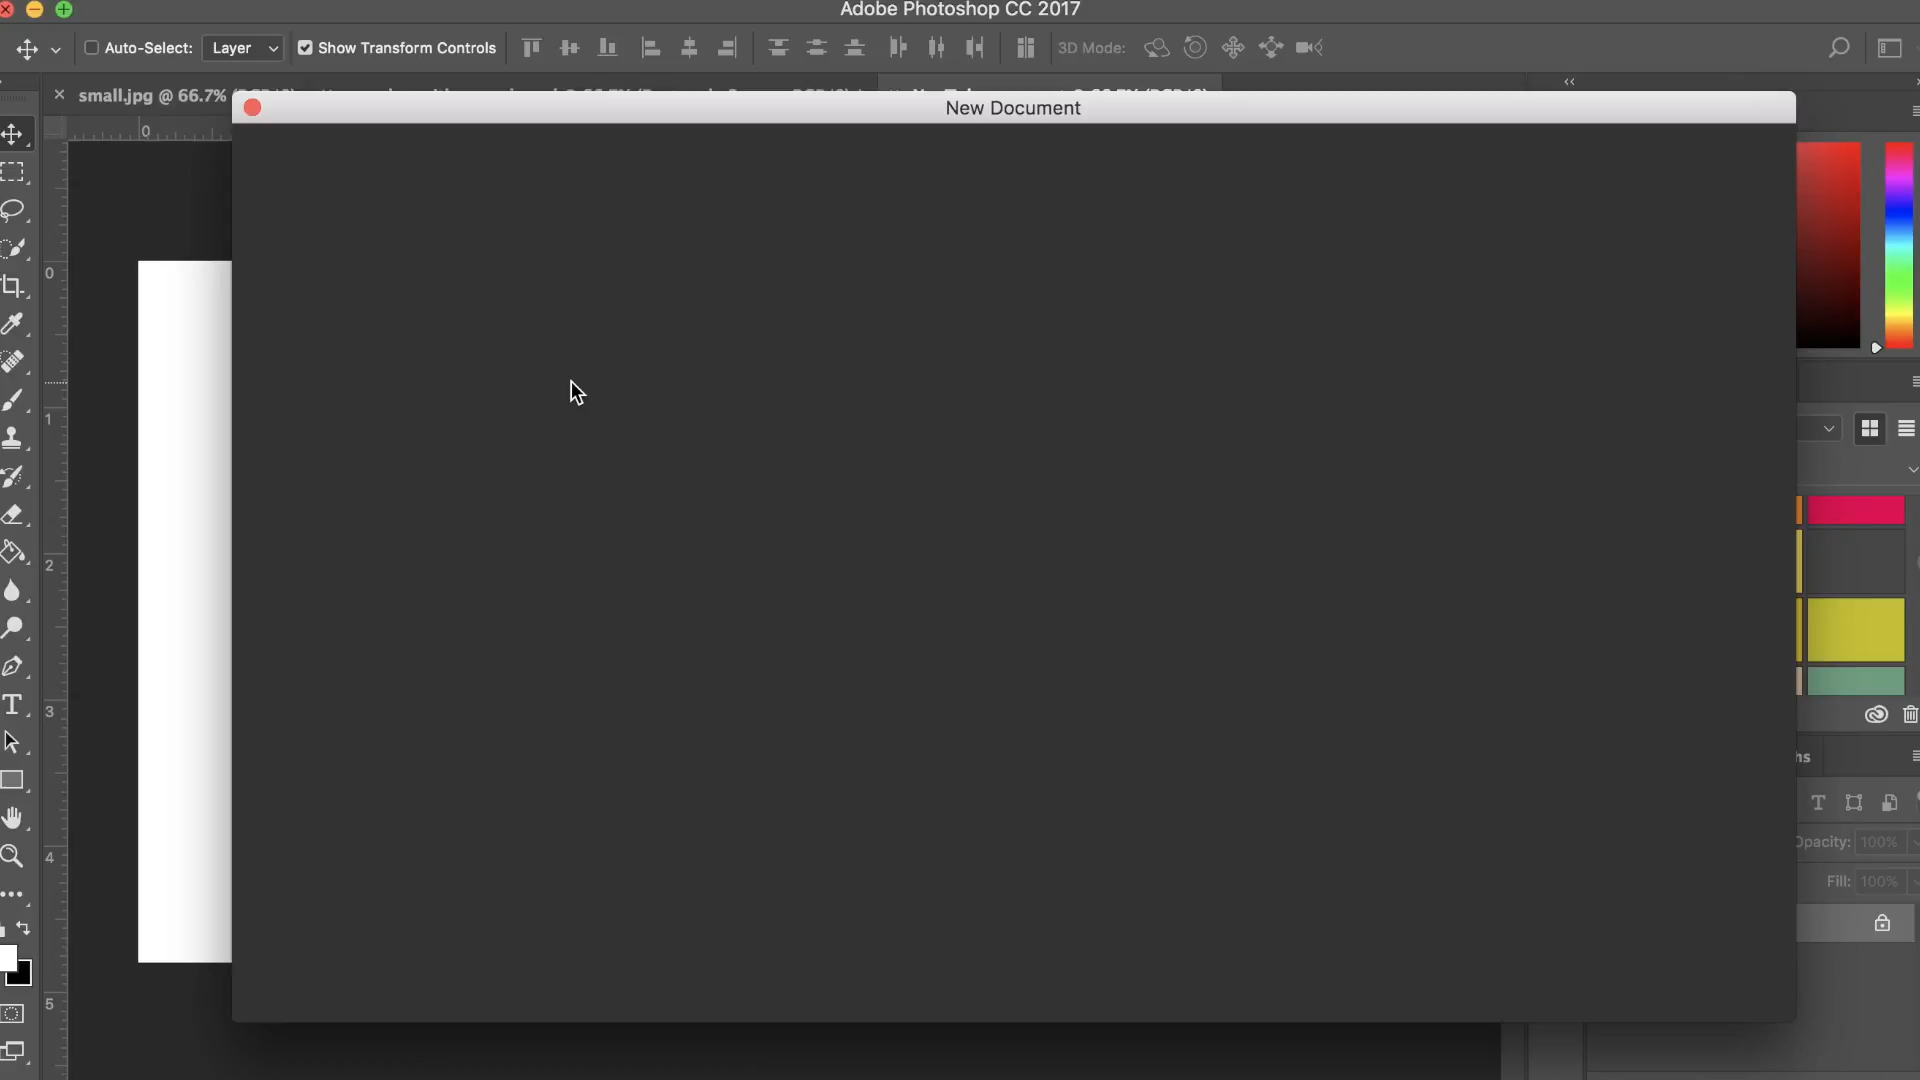 Adobe Photoshop CC 2017
Auto-Select: Layer Show Transform Controls 3D Mode:
small.jpg @ 66.7%
New Document
0
0
1
2
3
4
5
hs
Opacity: 100%
Fill: 100%